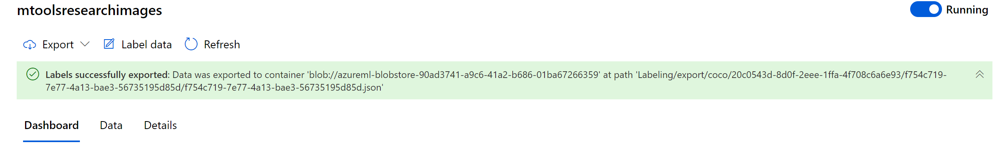 mtoolsresearchimages
Running
Export
Label data
Refresh
Labels successfully exported: Data was exported to container 'blob://azureml-blobstore-90ad3741-a9c6-41a2-b686-01ba67266359' at path 'Labeling/export/coco/20c0543d-8d0f-2eee-1ffa-4f708c6a6e93/f754c719-
7e77-4a13-bae3-56735195d85d/f754c719-7e77-4a13-bae3-56735195d85d.json'
Dashboard
Data
Details